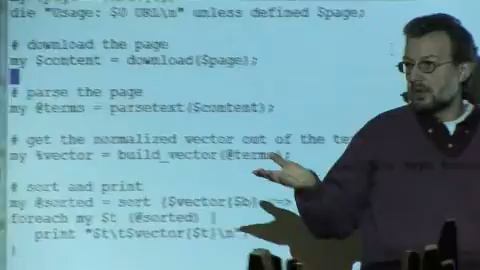 die "Usage: $0 URL\n" unless defined $page;
# download the page
my $content = download($page);
# parse the page
my @terms = parsetext($content);
# get the normalized vector out of the
my %vector = build_vector(@terms);
# sort and print
my @sorted = sort {$vector{$b}
foreach my $t (@sorted) {
print "$t\t$vector{$t}\n";
}